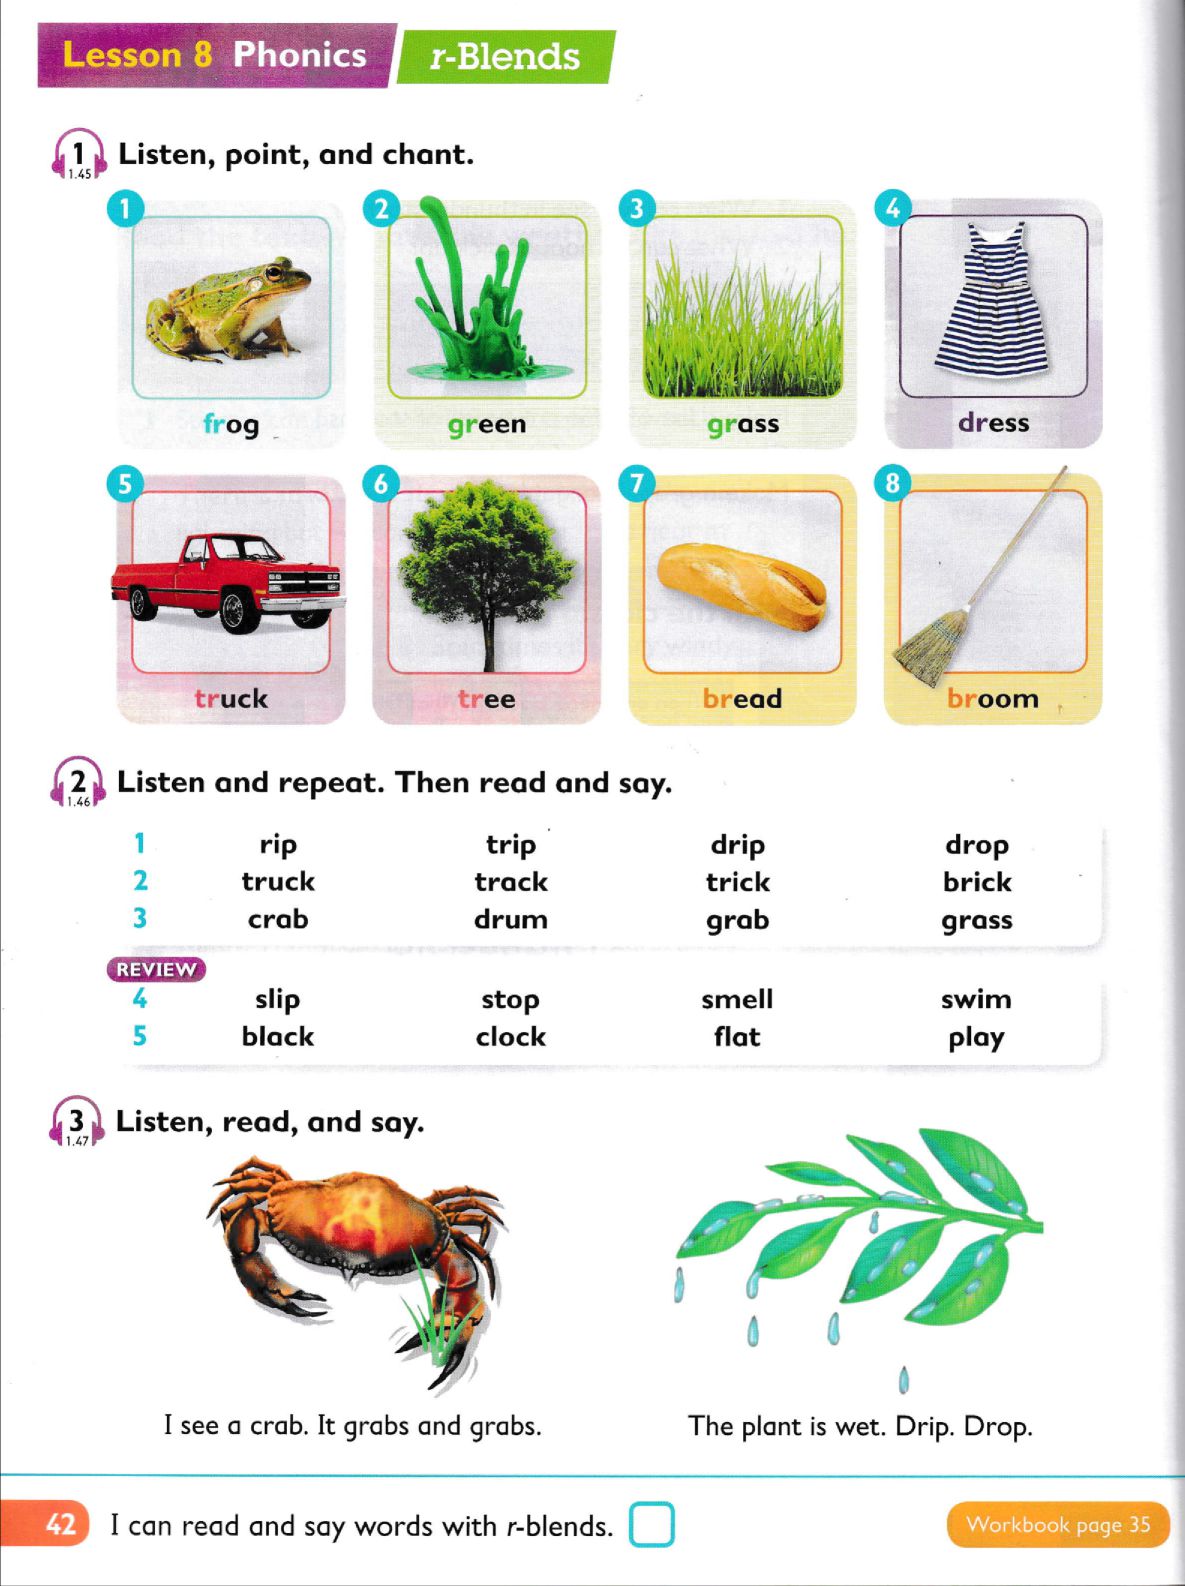 Lesson 8 Phonics r-Blends
1 1.45 Listen, point, and chant.
1 2 3 4
frog green grass dress
5 6 7 8
truck tree bread broom
2 1.46 Listen and repeat. Then read and say.
1 rip trip drip drop
2 truck track trick brick
3 crab drum grab grass
REVIEW
4 slip stop smell swim
5 black clock flat play
3 1.47 Listen, read, and say.
I see a crab. It grabs and grabs. The plant is wet. Drip. Drop.
42 I can read and say words with r-blends. Workbook page 35